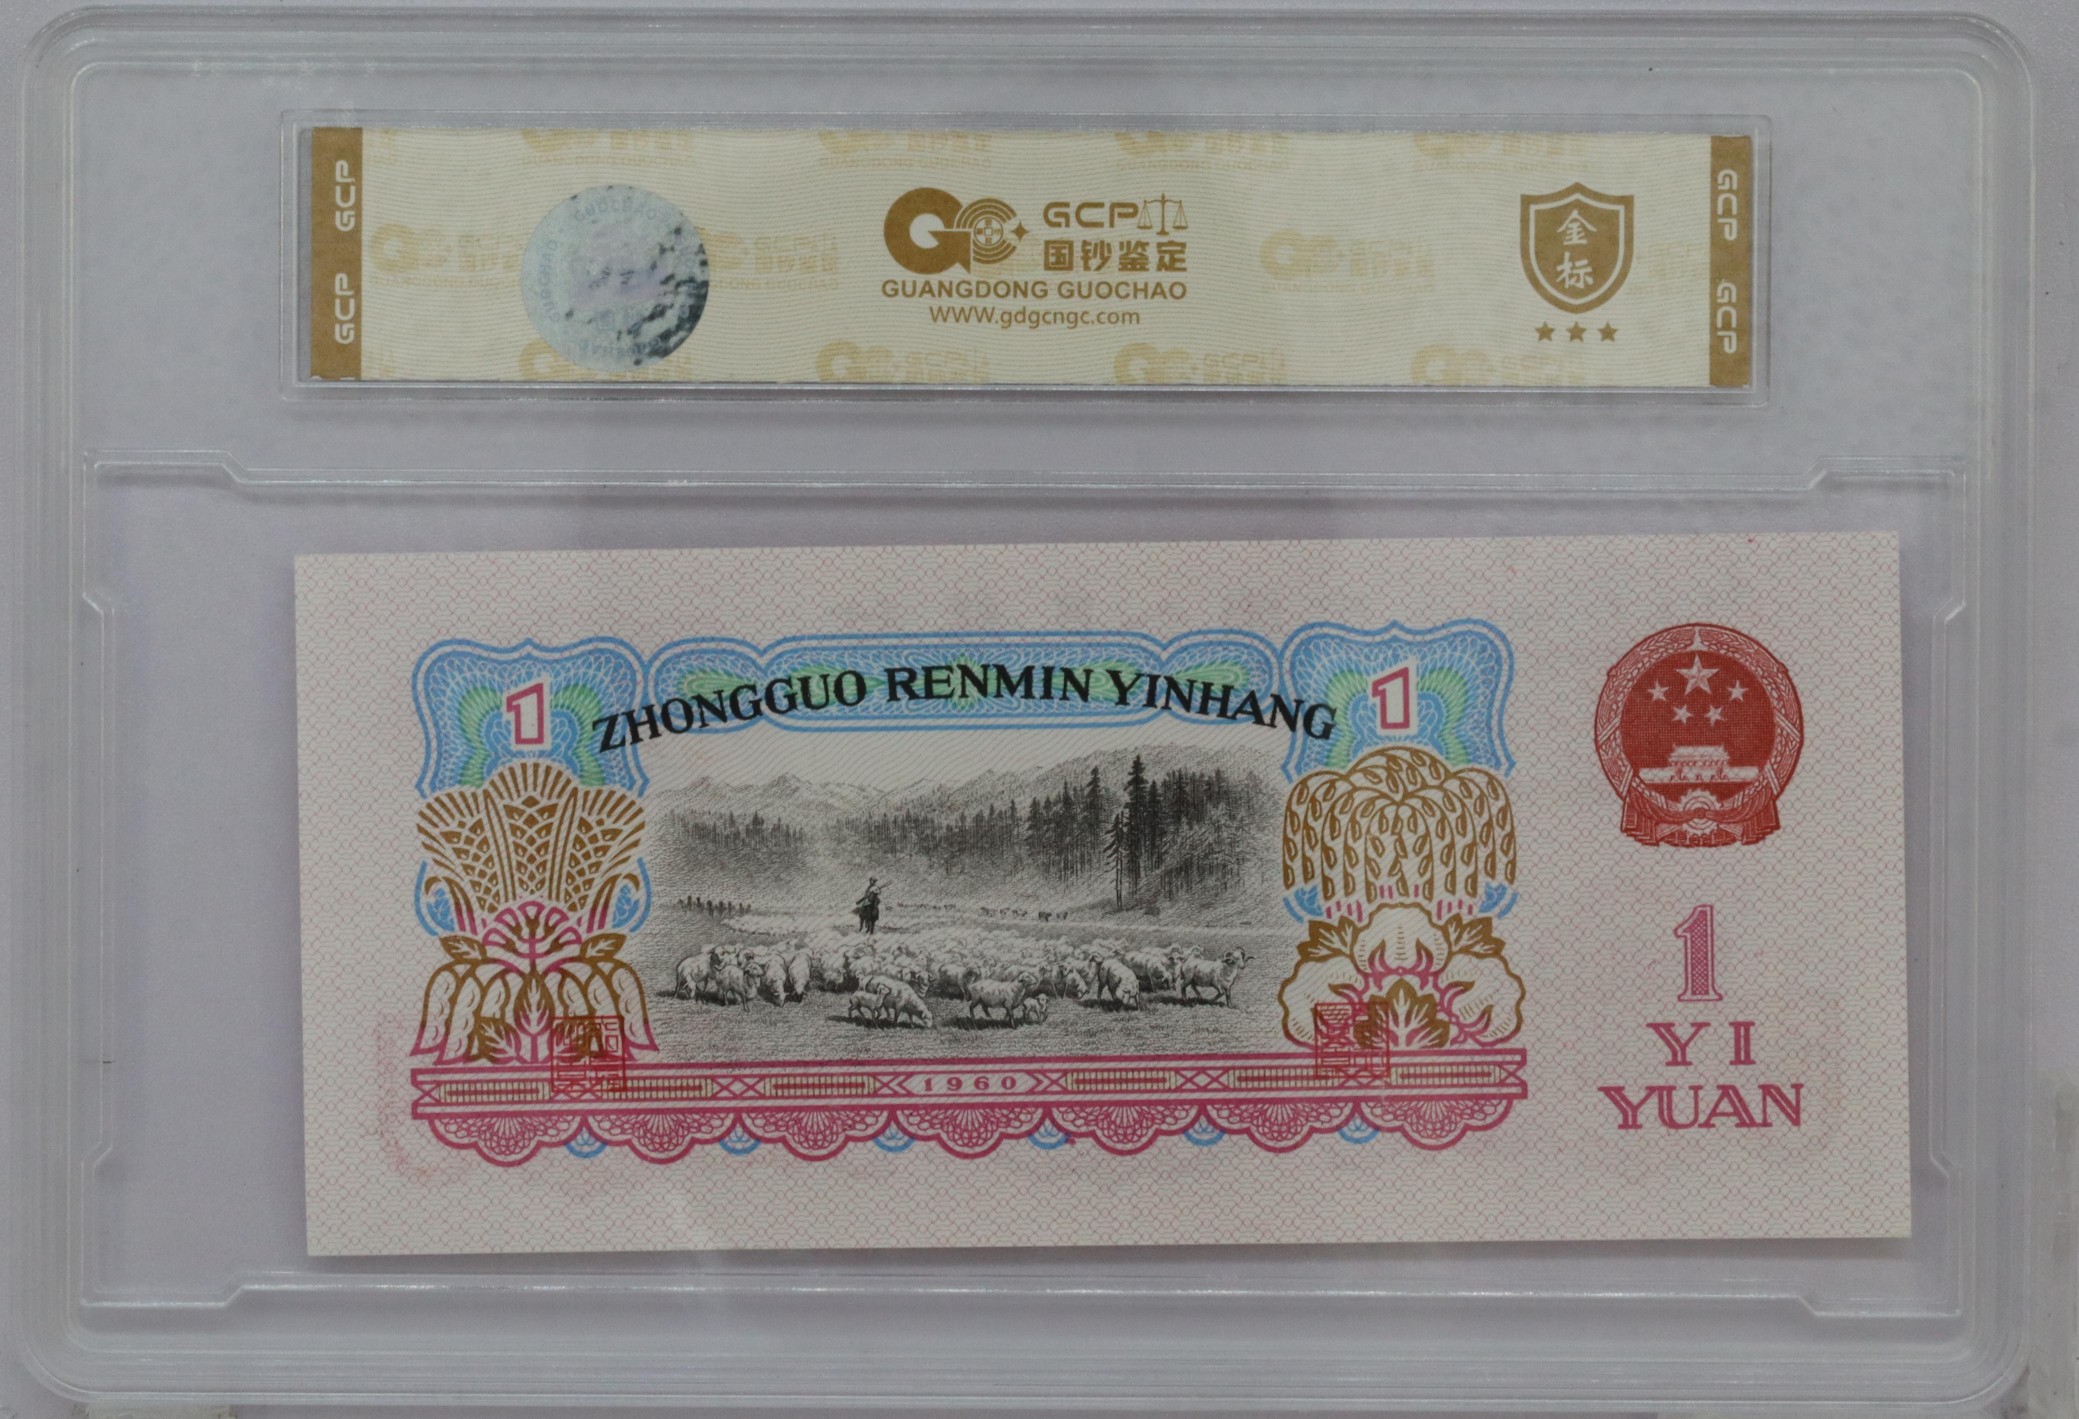 GCP GCP
GCP
国钞鉴定
GUANGDONG GUOCHAO
www.gdgcngc.com
金标
GCP GCP
1
ZHONGGUO RENMIN YINHANG
1
1960
1
YI
YUAN